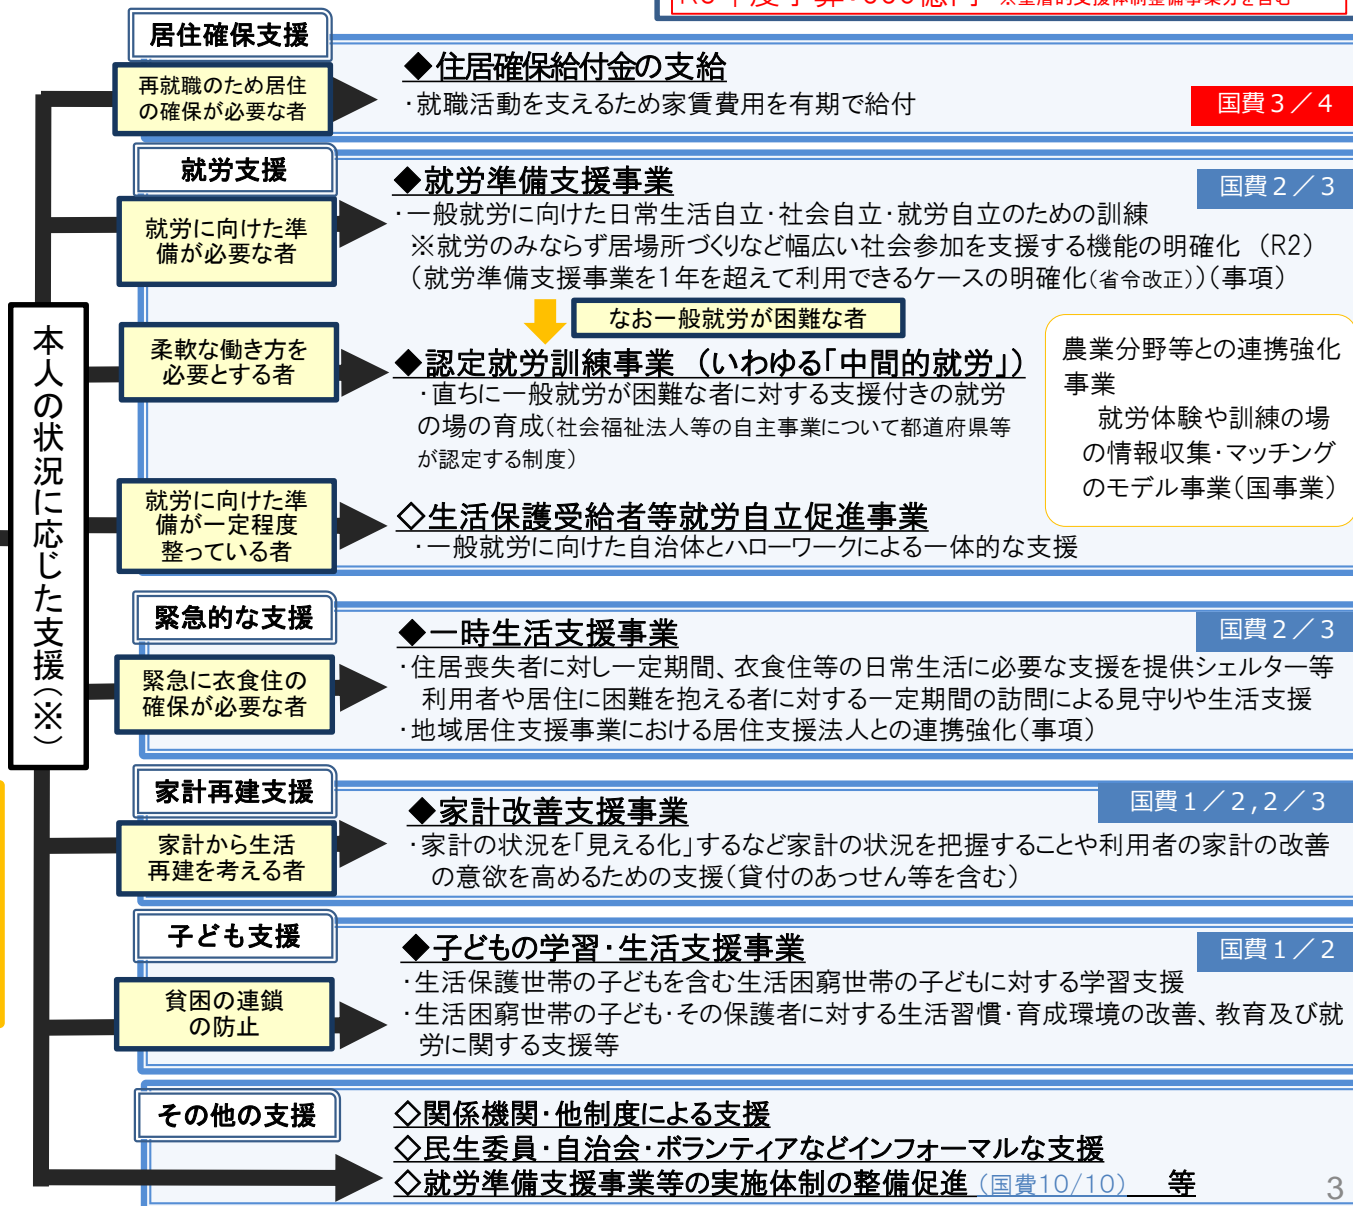 居住確保支援
再就職のため居住
の確保が必要な者
◆住居確保給付金の支給
・就職活動を支えるため家賃費用を有期で給付
国費３／４
就労支援
◆就労準備支援事業
国費２／３
就労に向けた準
備が必要な者
・一般就労に向けた日常生活自立・社会自立・就労自立のための訓練
※就労のみならず居場所づくりなど幅広い社会参加を支援する機能の明確化 （R2）
（就労準備支援事業を1年を超えて利用できるケースの明確化（省令改正））（事項）
なお一般就労が困難な者
柔軟な働き方を
必要とする者
◆認定就労訓練事業 （いわゆる「中間的就労」）
・直ちに一般就労が困難な者に対する支援付きの就労
の場の育成（社会福祉法人等の自主事業について都道府県等
が認定する制度）
農業分野等との連携強化
事業
就労体験や訓練の場
の情報収集・マッチング
のモデル事業（国事業）
就労に向けた準
備が一定程度
整っている者
◇生活保護受給者等就労自立促進事業
・一般就労に向けた自治体とハローワークによる一体的な支援
本人の状況に応じた支援（※）
緊急的な支援
緊急に衣食住の
確保が必要な者
◆一時生活支援事業
国費２／３
・住居喪失者に対し一定期間、衣食住等の日常生活に必要な支援を提供シェルター等
利用者や居住に困難を抱える者に対する一定期間の訪問による見守りや生活支援
・地域居住支援事業における居住支援法人との連携強化（事項）
家計再建支援
家計から生活
再建を考える者
◆家計改善支援事業
国費１／２,２／３
・家計の状況を「見える化」するなど家計の状況を把握することや利用者の家計の改善
の意欲を高めるための支援（貸付のあっせん等を含む）
子ども支援
貧困の連鎖
の防止
◆子どもの学習・生活支援事業
国費１／２
・生活保護世帯の子どもを含む生活困窮世帯の子どもに対する学習支援
・生活困窮世帯の子ども・その保護者に対する生活習慣・育成環境の改善、教育及び就
労に関する支援等
その他の支援
◇関係機関・他制度による支援
◇民生委員・自治会・ボランティアなどインフォーマルな支援
◇就労準備支援事業等の実施体制の整備促進（国費10/10） 等
3